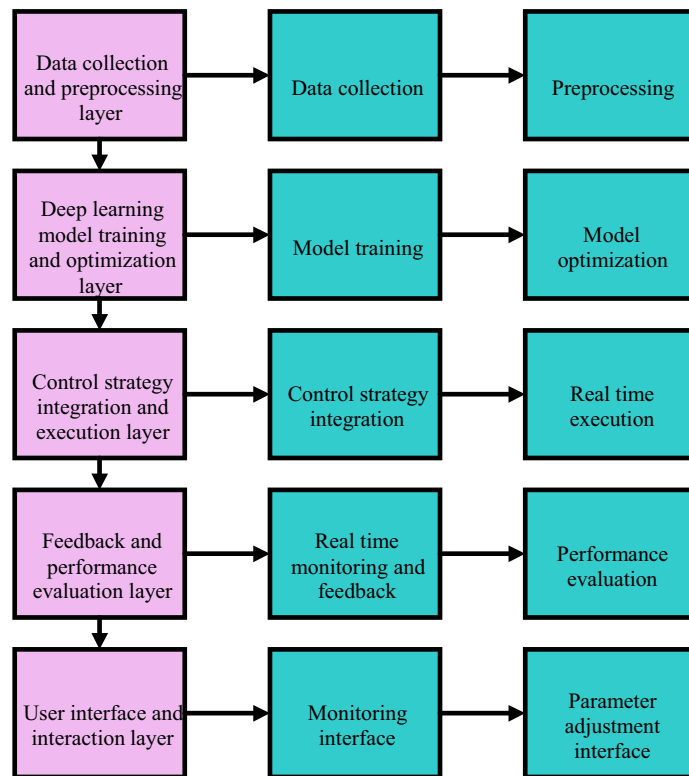 Data collection
and preprocessing
layer
Data collection
Preprocessing
Deep learning
model training
and optimization
layer
Model training
Model
optimization
Control strategy
integration and
execution layer
Control strategy
integration
Real time
execution
Feedback and
performance
evaluation layer
Real time
monitoring and
feedback
Performance
evaluation
User interface and
interaction layer
Monitoring
interface
Parameter
adjustment
interface